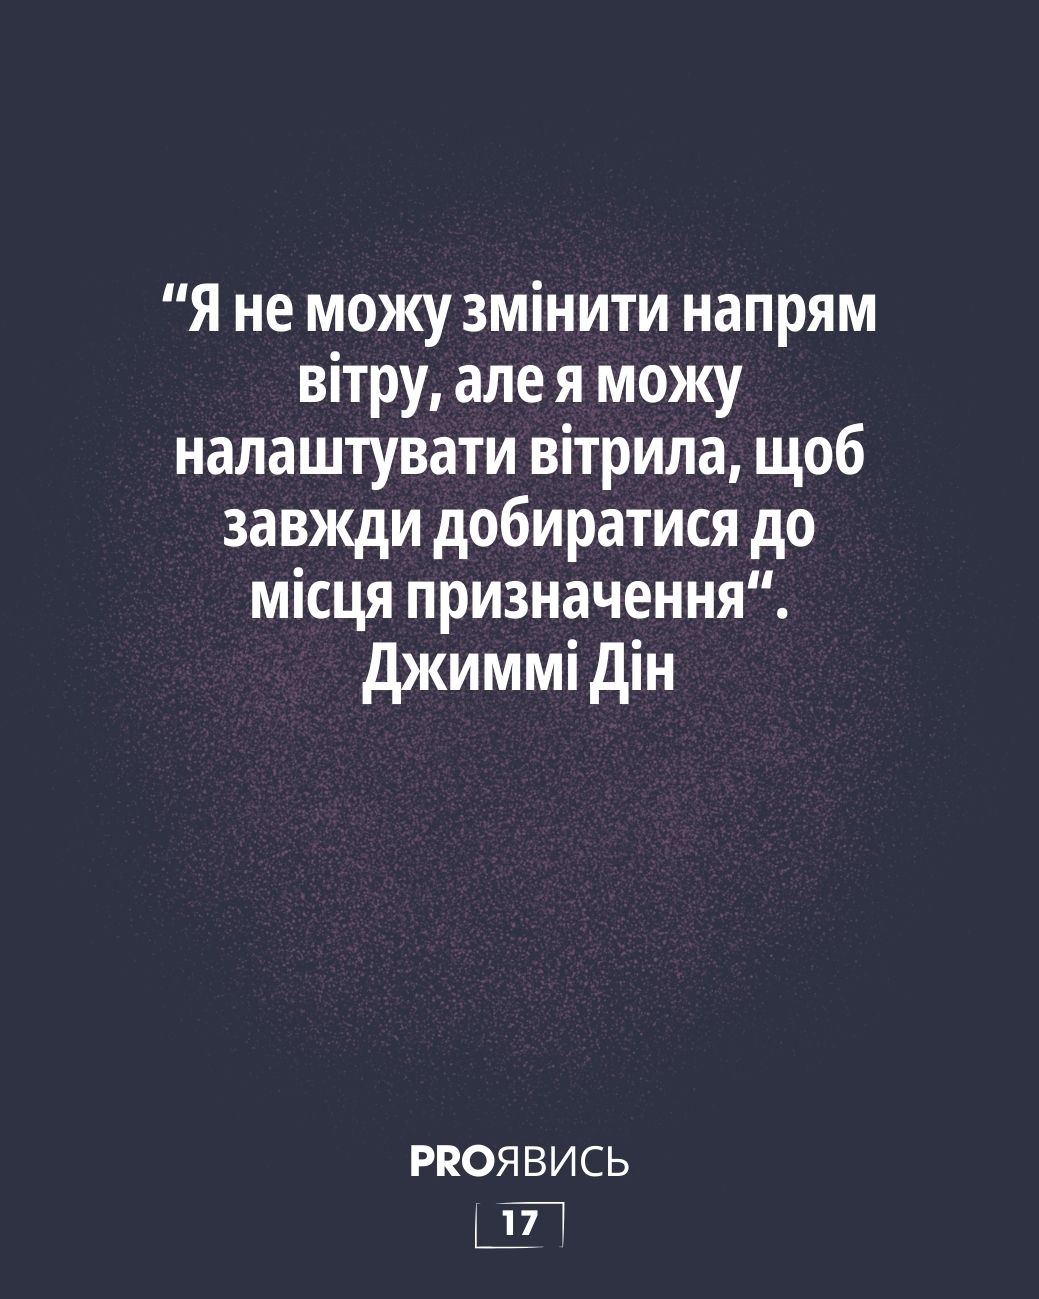 “Я не можу змінити напрям
вітру, але я можу
налаштувати вітрила, щоб
завжди добиратися до
місця призначення“.
Джиммі Дін
PROЯВИСЬ
17